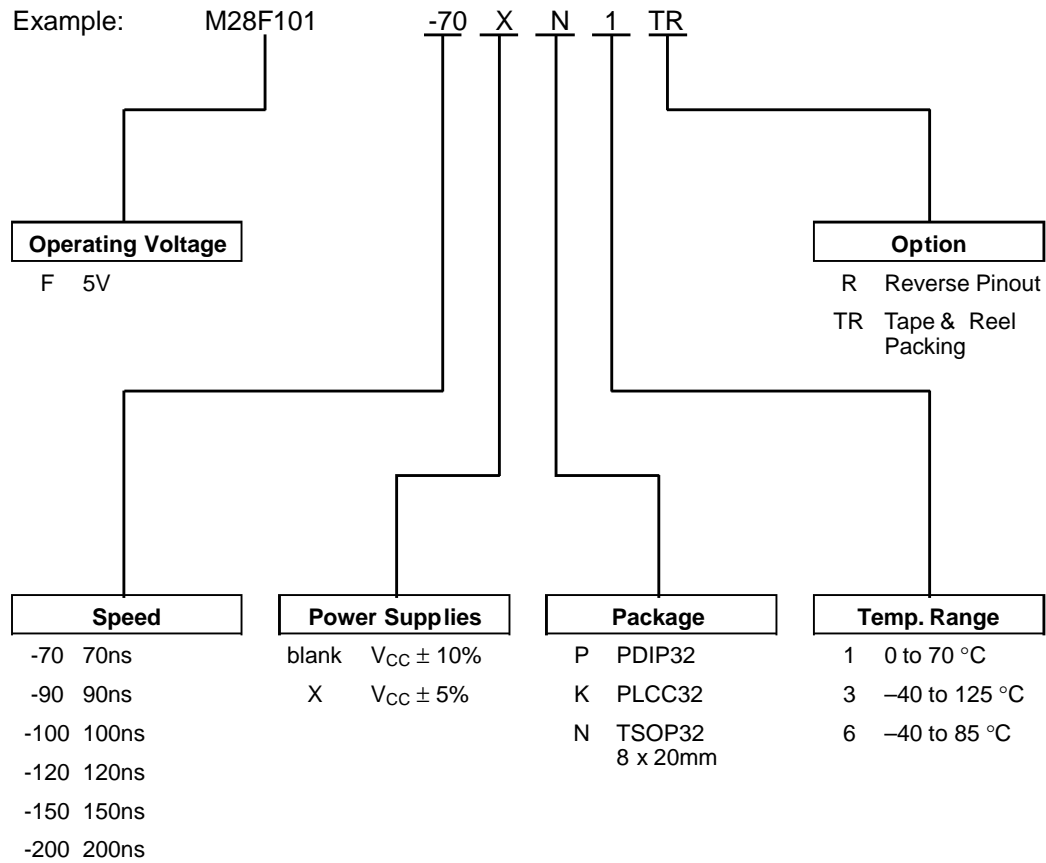 Example: M28F101 -70 X N 1 TR
Operating Voltage
F 5V
Option
R Reverse Pinout
TR Tape & Reel
Packing
Speed
-70 70ns
-90 90ns
-100 100ns
-120 120ns
-150 150ns
-200 200ns
Power Supplies
blank VCC ± 10%
X VCC ± 5%
Package
P PDIP32
K PLCC32
N TSOP32
8 x 20mm
Temp. Range
1 0 to 70 °C
3 –40 to 125 °C
6 –40 to 85 °C